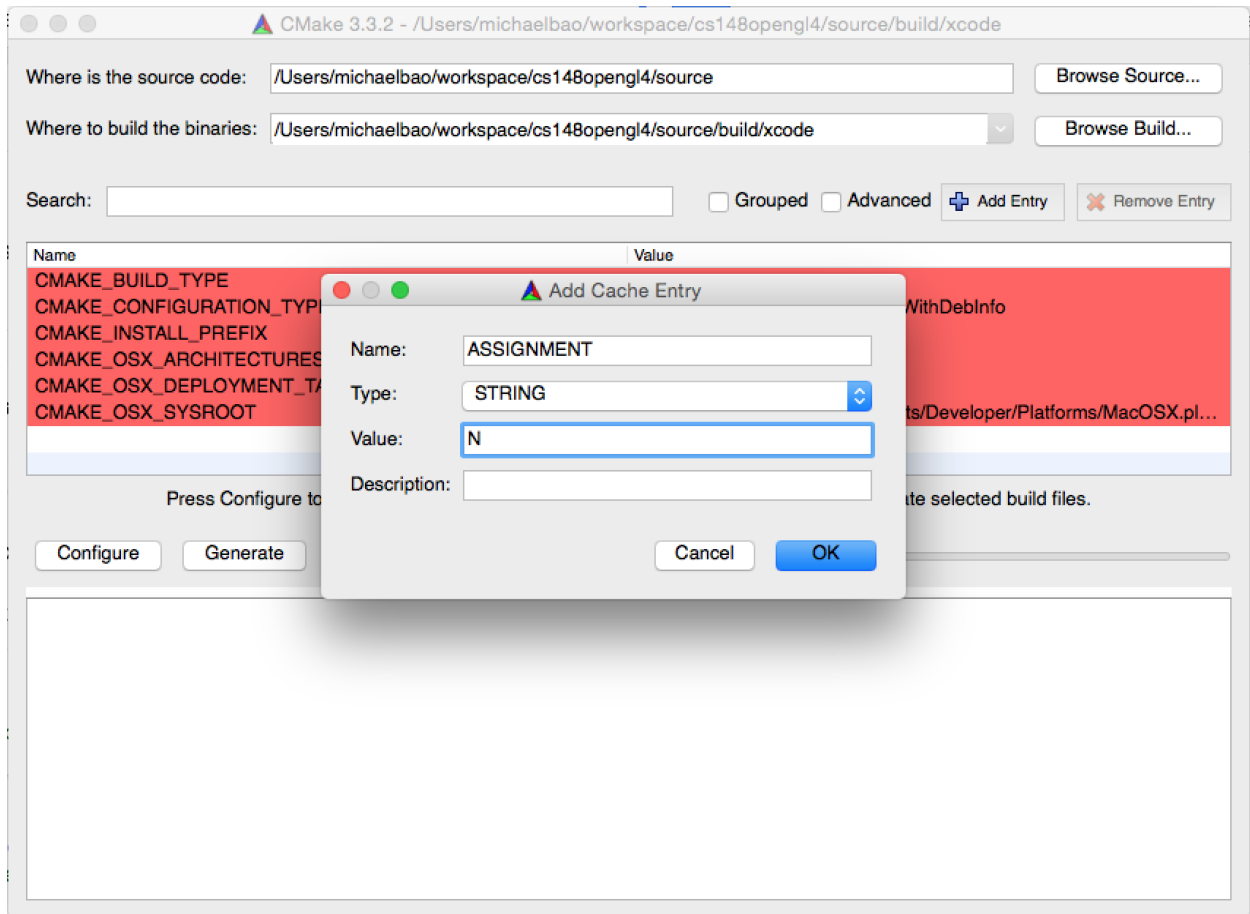 CMake 3.3.2 - /Users/michaelbao/workspace/cs148opengl4/source/build/xcode
Where is the source code: /Users/michaelbao/workspace/cs148opengl4/source Browse Source...
Where to build the binaries: /Users/michaelbao/workspace/cs148opengl4/source/build/xcode Browse Build...
Search: Grouped Advanced Add Entry Remove Entry
Name Value
CMAKE_BUILD_TYPE
CMAKE_CONFIGURATION_TYP WithDebInfo
CMAKE_INSTALL_PREFIX
CMAKE_OSX_ARCHITECTURES
CMAKE_OSX_DEPLOYMENT_TA
CMAKE_OSX_SYSROOT ts/Developer/Platforms/MacOSX.pl...
Add Cache Entry
Name: ASSIGNMENT
Type: STRING
Value: N
Description:
Cancel OK
Press Configure to ate selected build files.
Configure Generate